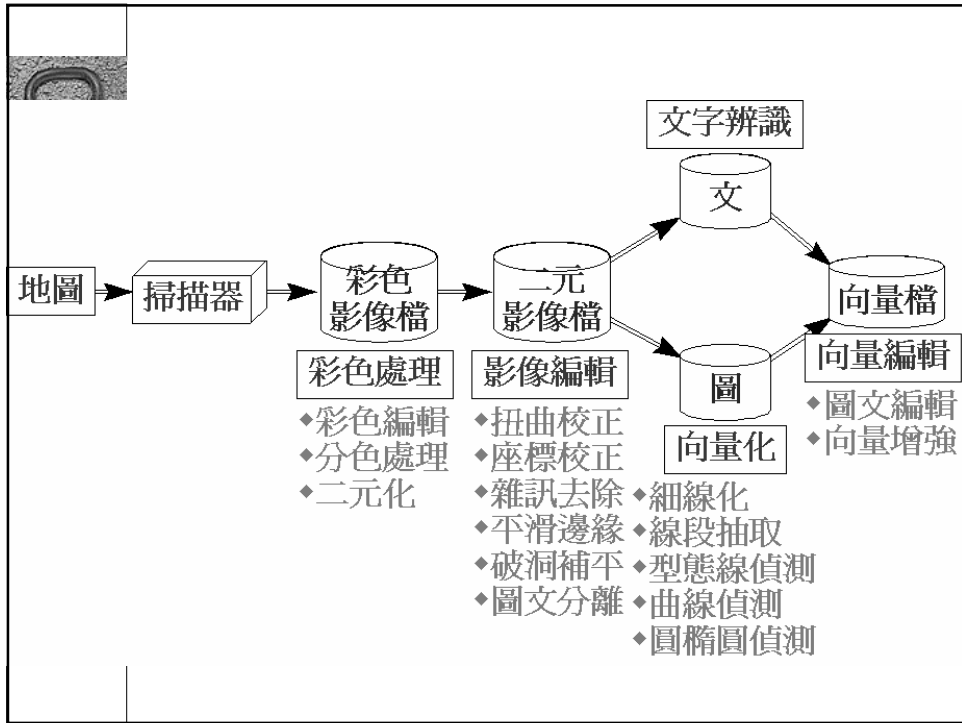 地圖
掃描器
彩色
影像檔
彩色處理
◆彩色編輯
◆分色處理
◆二元化
二元
影像檔
影像編輯
◆扭曲校正
◆座標校正
◆雜訊去除
◆平滑邊緣
◆破洞補平
◆圖文分離
文字辨識
文
圖
向量化
◆細線化
◆線段抽取
◆型態線偵測
◆曲線偵測
◆圓橢圓偵測
向量檔
向量編輯
◆圖文編輯
◆向量增強